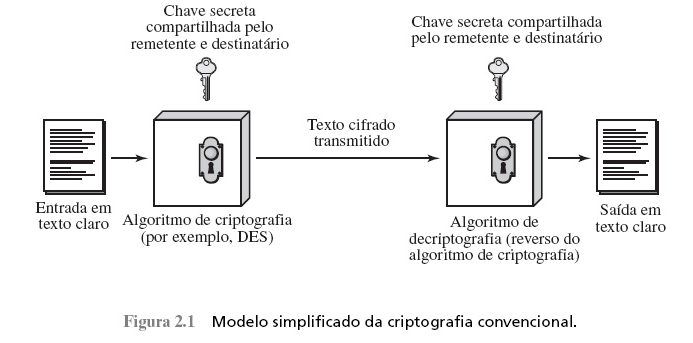 Chave secreta
compartilhada pelo
remetente e destinatário
Chave secreta compartilhada
pelo remetente e destinatário
Texto cifrado
transmitido
Entrada em
texto claro
Algoritmo de criptografia
(por exemplo, DES)
Algoritmo de
decriptografia (reverso do
algoritmo de criptografia)
Saída em
texto claro
Figura 2.1 Modelo simplificado da criptografia convencional.